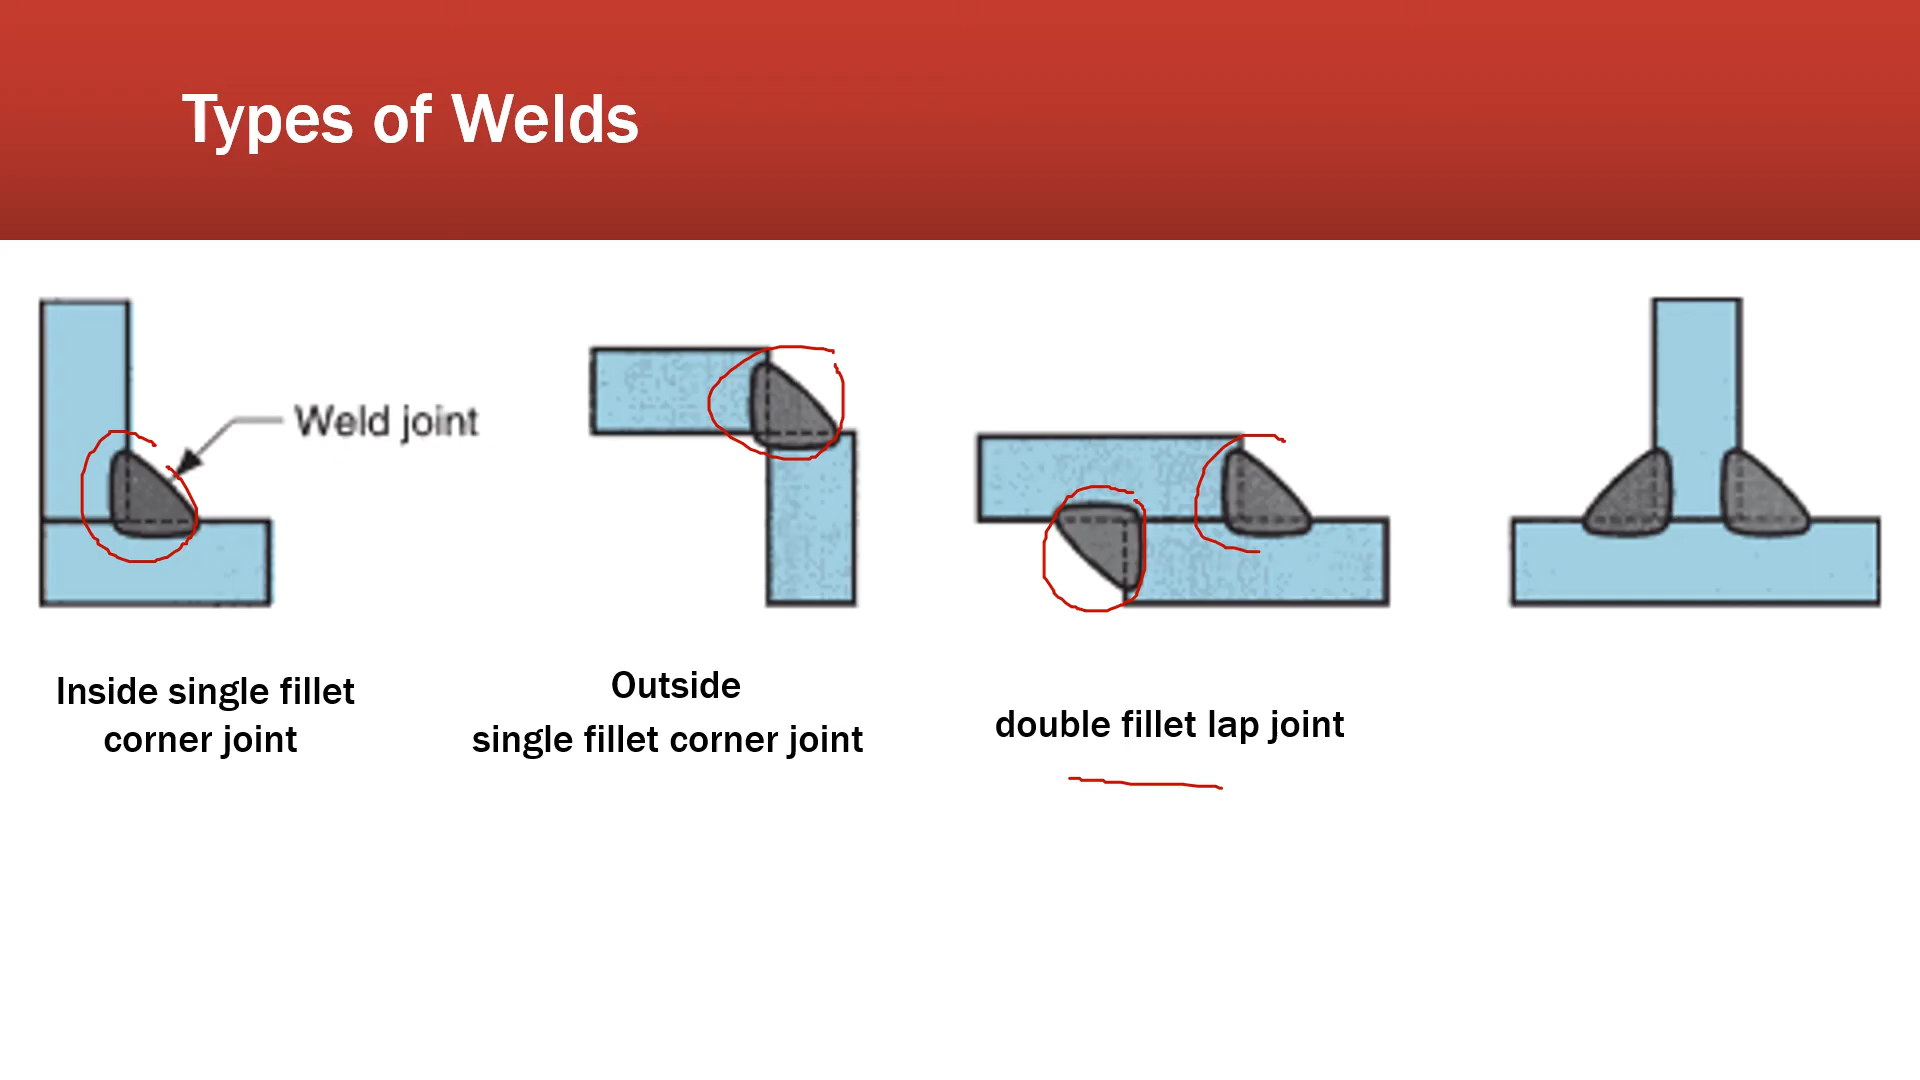 Types of Welds
Weld joint
Inside single fillet
corner joint
Outside
single fillet corner joint
double fillet lap joint